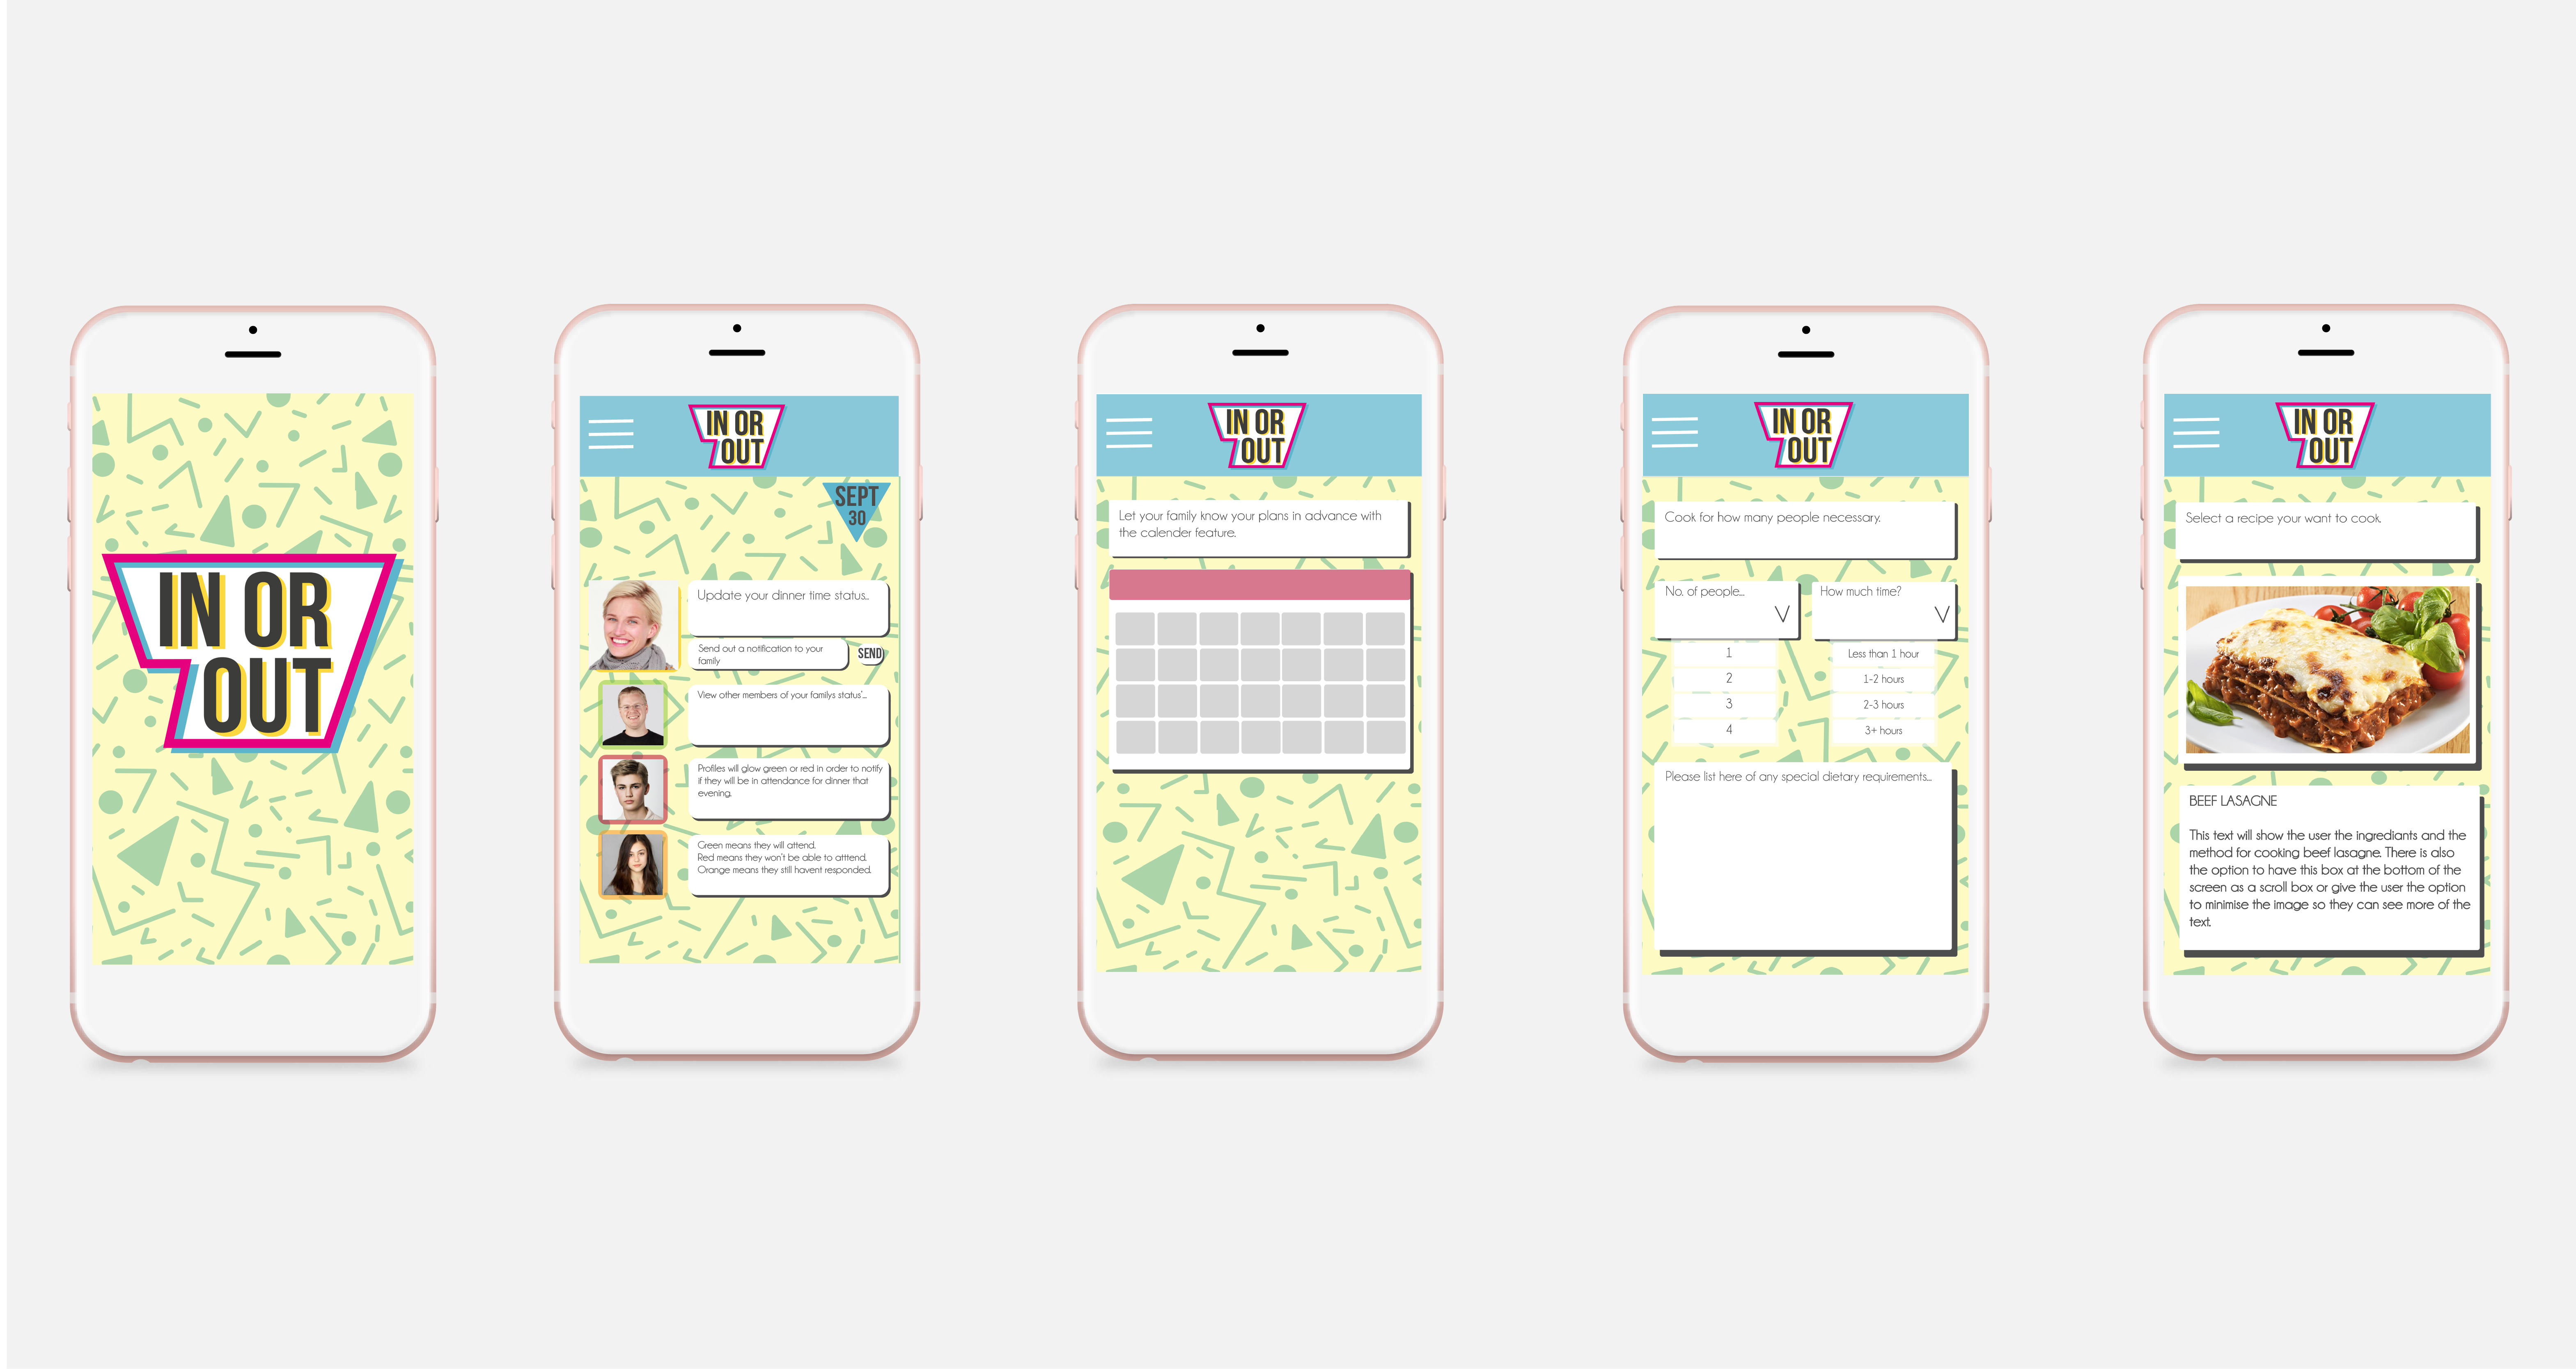 IN OR
OUT
IN OR
OUT
SEPT
30
Update your dinner time status..
Send out a notification to your
family
SEND
View other members of your familys status'...
Profiles will glow green or red in order to notify
if they will be in attendance for dinner that
evening.
Green means they will attend.
Red means they won't be able to atttend.
Orange means they still havent responded.
IN OR
OUT
Let your family know your plans in advance with
the calender feature.
IN OR
OUT
Cook for how many people necessary.
No. of people...
V
How much time?
V
1
2
3
4
Less than 1 hour
1-2 hours
2-3 hours
3+ hours
Please list here of any special dietary requirements...
IN OR
OUT
Select a recipe your want to cook.
BEEF LASAGNE
This text will show the user the ingrediants and the
method for cooking beef lasagne. There is also
the option to have this box at the bottom of the
screen as a scroll box or give the user the option
to minimise the image so they can see more of the
text.